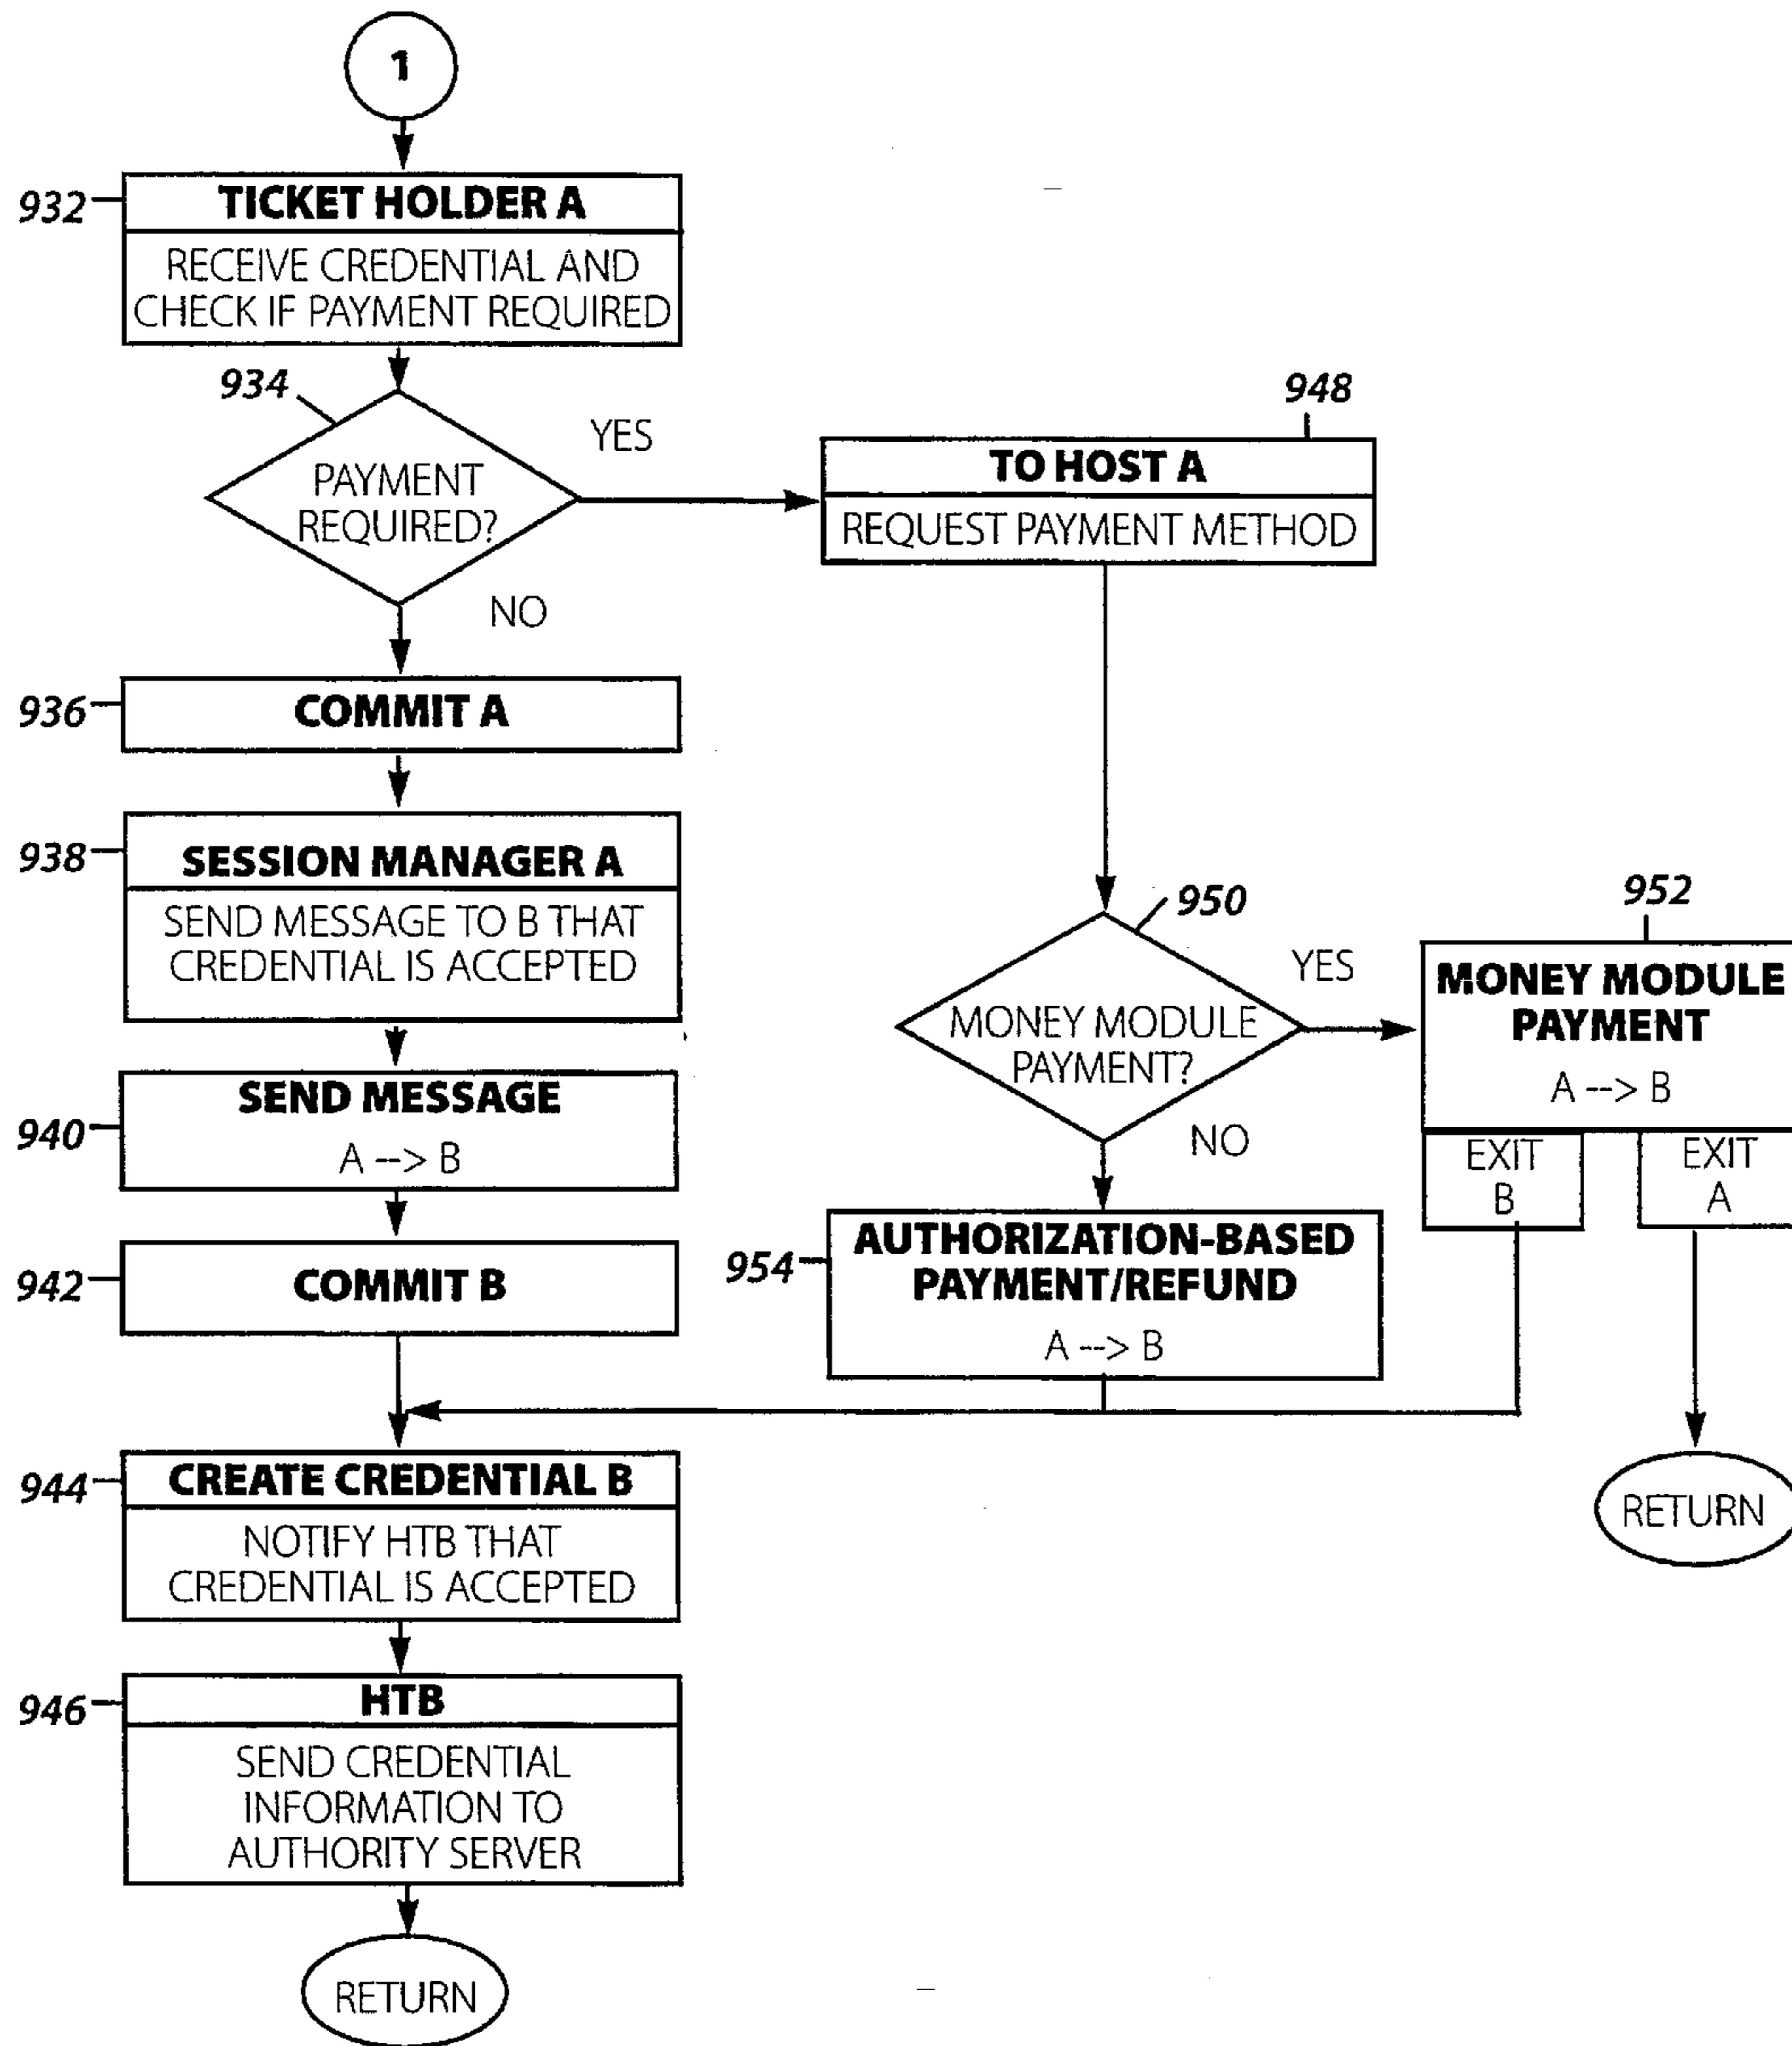 1
932
TICKET HOLDER A
RECEIVE CREDENTIAL AND
CHECK IF PAYMENT REQUIRED
934
PAYMENT
REQUIRED?
YES
NO
948
TO HOST A
REQUEST PAYMENT METHOD
936
COMMIT A
938
SESSION MANAGER A
SEND MESSAGE TO B THAT
CREDENTIAL IS ACCEPTED
950
MONEY MODULE
PAYMENT?
YES
NO
952
MONEY MODULE
PAYMENT
A --> B
EXIT
B
EXIT
A
940
SEND MESSAGE
A --> B
942
COMMIT B
954
AUTHORIZATION-BASED
PAYMENT/REFUND
A --> B
944
CREATE CREDENTIAL B
NOTIFY HTB THAT
CREDENTIAL IS ACCEPTED
RETURN
946
HTB
SEND CREDENTIAL
INFORMATION TO
AUTHORITY SERVER
RETURN